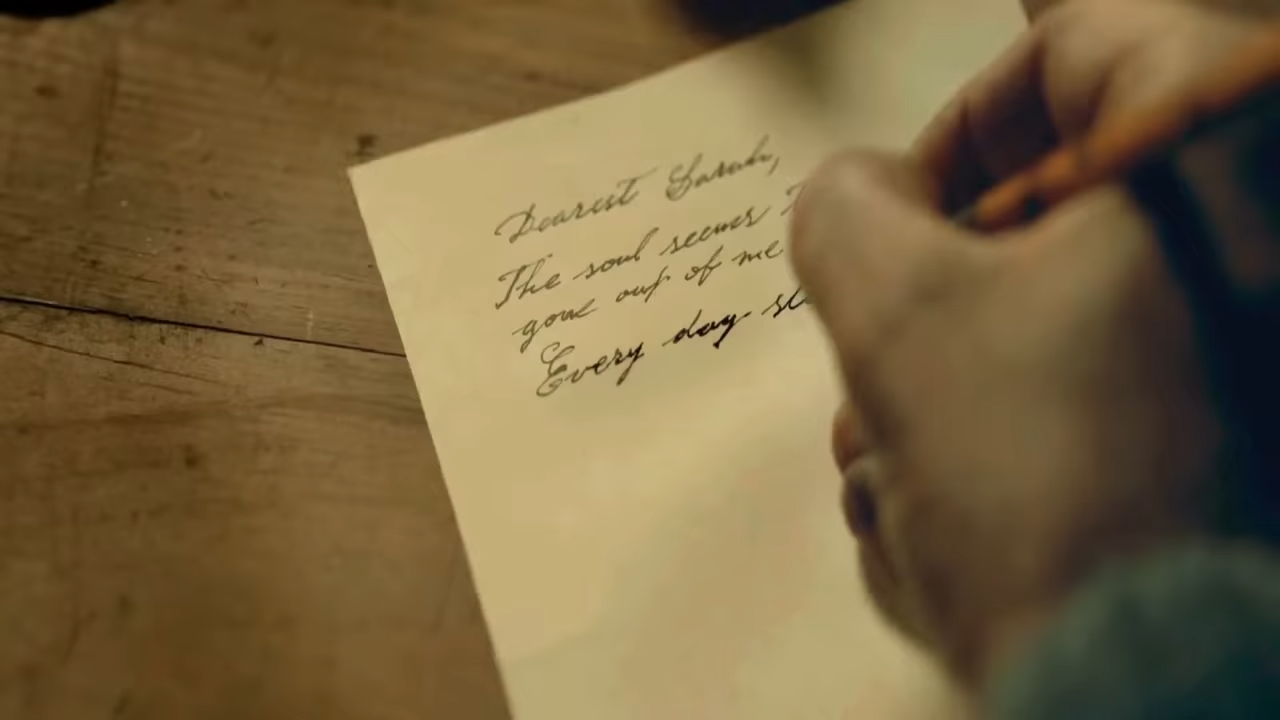 Dearest Sarah,
The soul seems
gone out of me
Every day